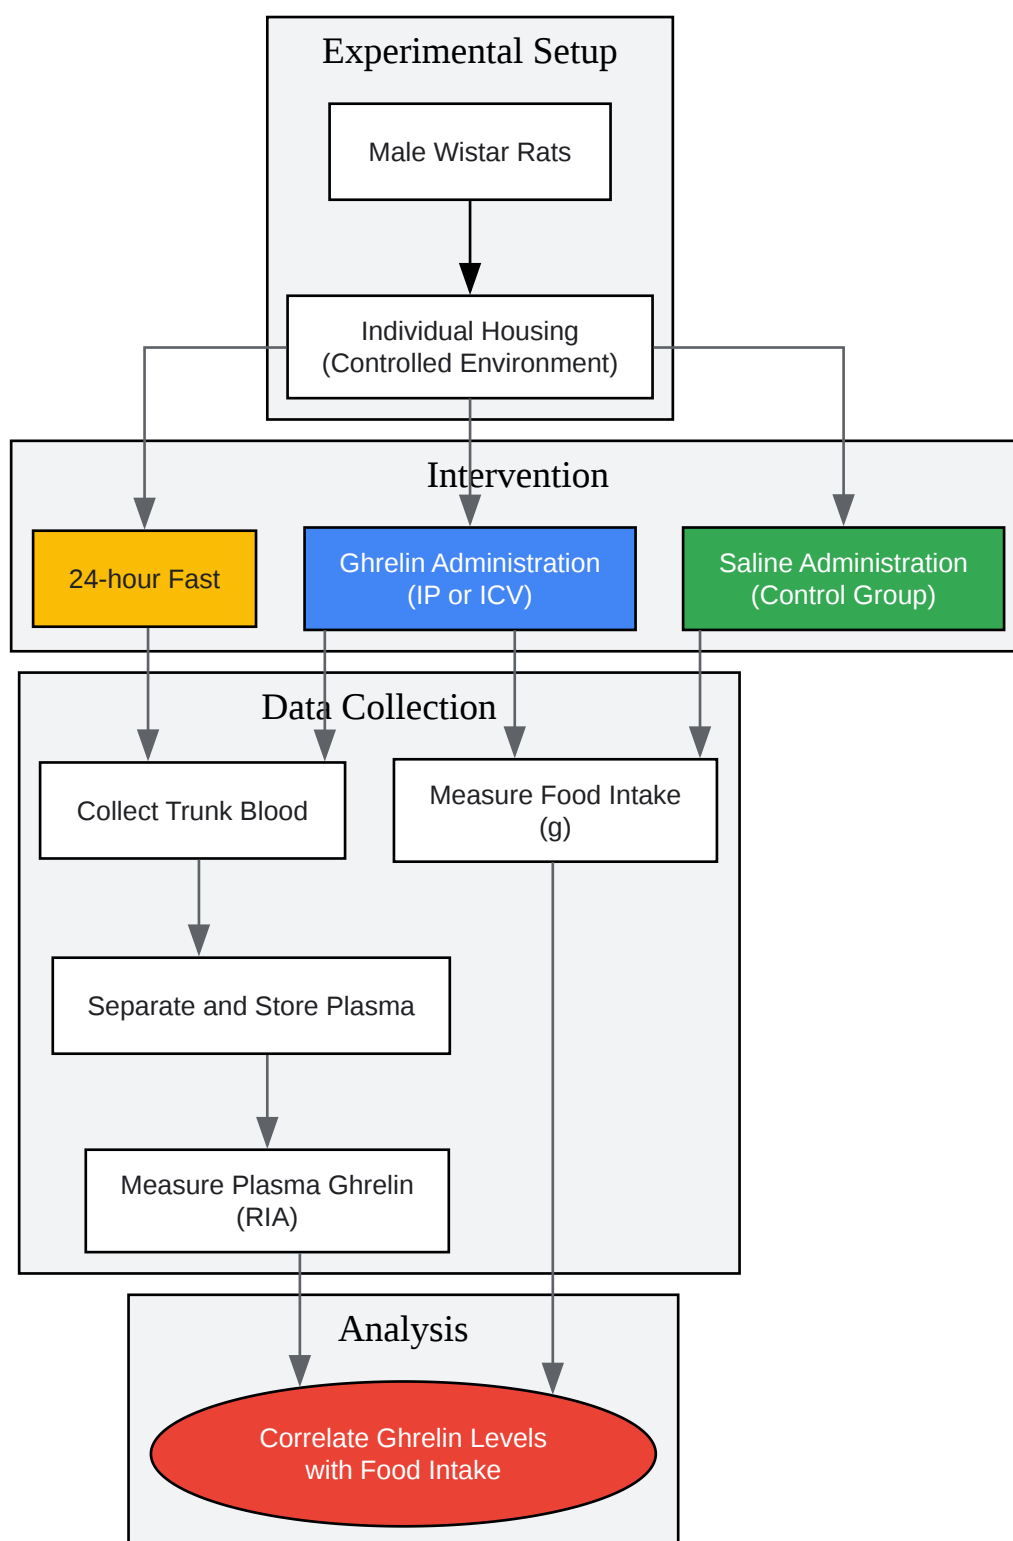 Experimental Setup
Male Wistar Rats
Individual Housing
(Controlled Environment)
Intervention
24-hour Fast
Ghrelin Administration
(IP or ICV)
Saline Administration
(Control Group)
Data Collection
Collect Trunk Blood
Measure Food Intake
(g)
Separate and Store Plasma
Measure Plasma Ghrelin
(RIA)
Analysis
Correlate Ghrelin Levels
with Food Intake